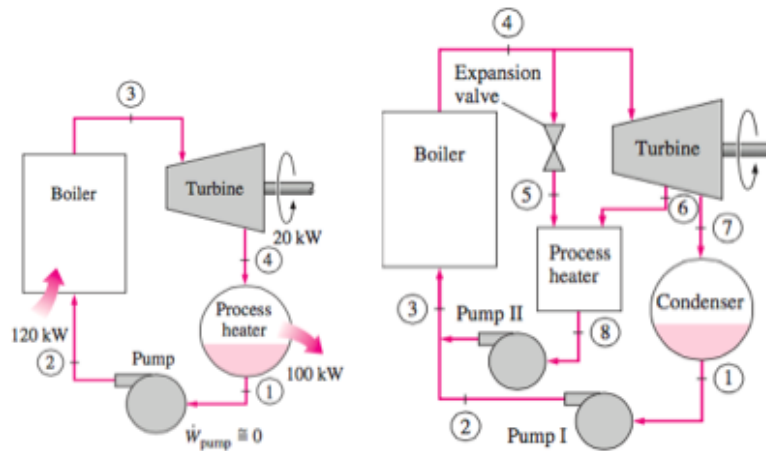 3
Boiler
Turbine
20 kW
4
Process
heater
120 kW
100 kW
2
Pump
1
Ẇpump ≅ 0
4
Expansion
valve
Boiler
Turbine
5
6
7
Process
heater
Condenser
3
Pump II
8
1
2
Pump I